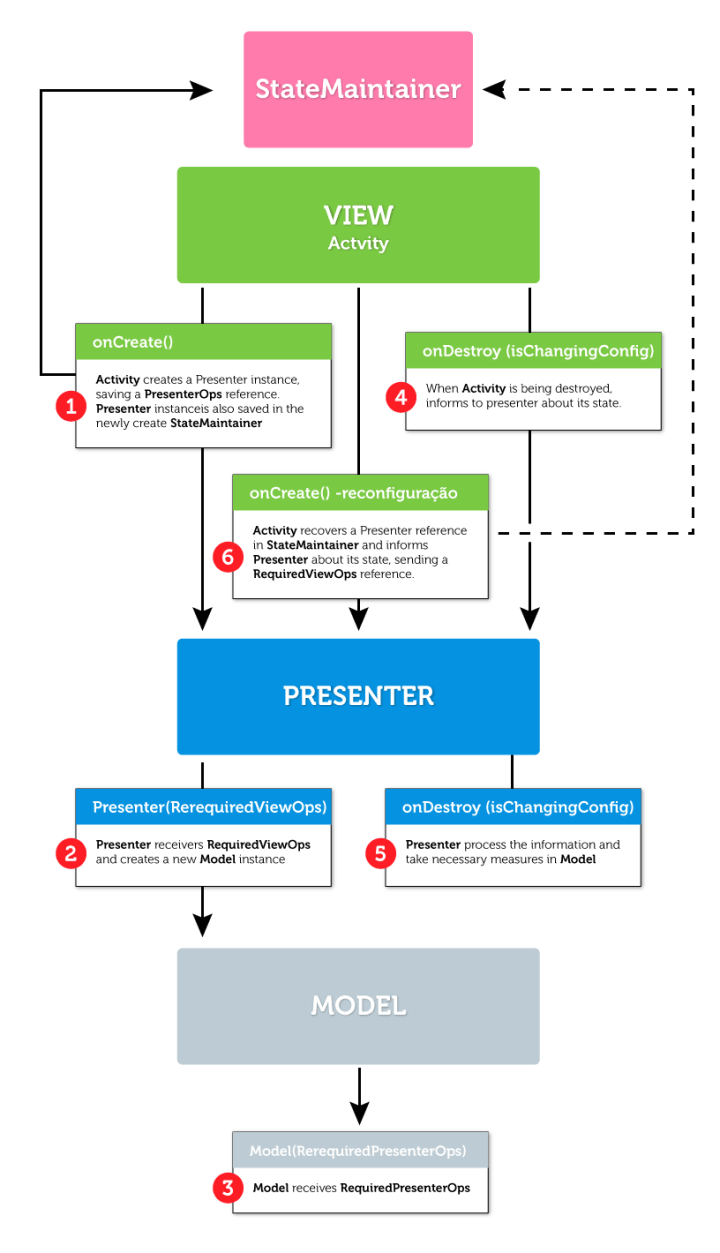 StateMaintainer
VIEW
Actvity
onCreate()
1
Activity creates a Presenter instance,
saving a PresenterOps reference.
Presenter instanceis also saved in the
newly create StateMaintainer
onDestroy (isChangingConfig)
4
When Activity is being destroyed,
informs to presenter about its state.
onCreate() -reconfiguração
6
Activity recovers a Presenter reference
in StateMaintainer and informs
Presenter about its state, sending a
RequiredViewOps reference.
PRESENTER
Presenter(RerequiredViewOps)
2
Presenter receivers RequiredViewOps
and creates a new Model instance
onDestroy (isChangingConfig)
5
Presenter process the information and
take necessary measures in Model
MODEL
Model(RerequiredPresenterOps)
3
Model receives RequiredPresenterOps